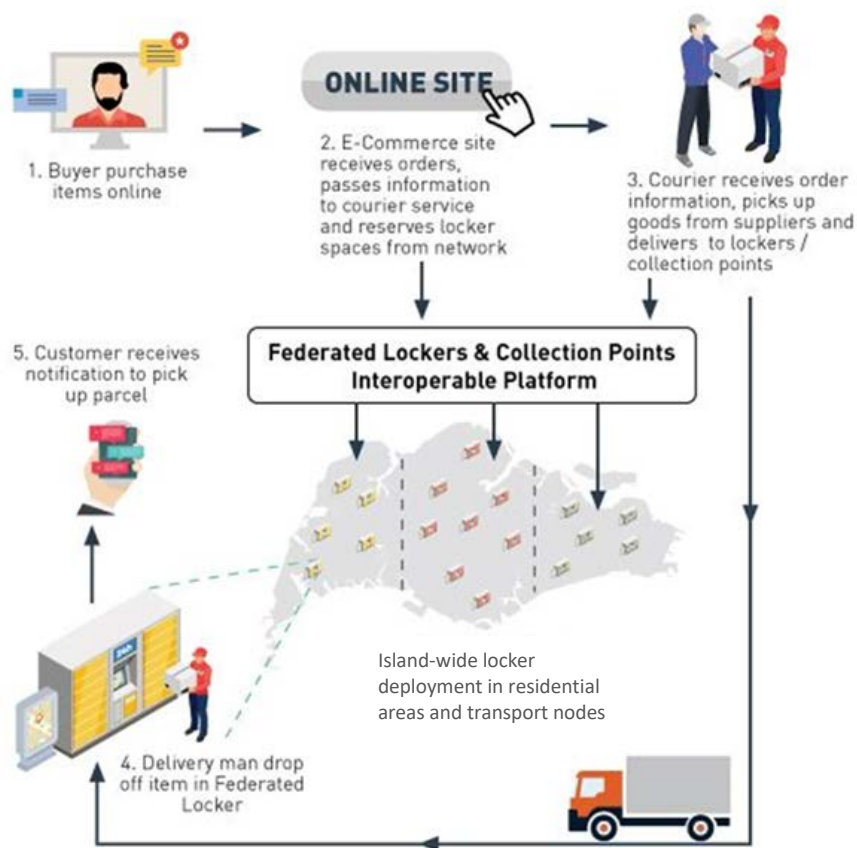 ONLINE SITE
1. Buyer purchase
items online
2. E-Commerce site
receives orders,
passes information
to courier service
and reserves locker
spaces from network
3. Courier receives order
information, picks up
goods from suppliers and
delivers to lockers /
collection points
Federated Lockers & Collection Points
Interoperable Platform
5. Customer receives
notification to pick
up parcel
Island-wide locker
deployment in residential
areas and transport nodes
24h
4. Delivery man drop
off item in Federated
Locker